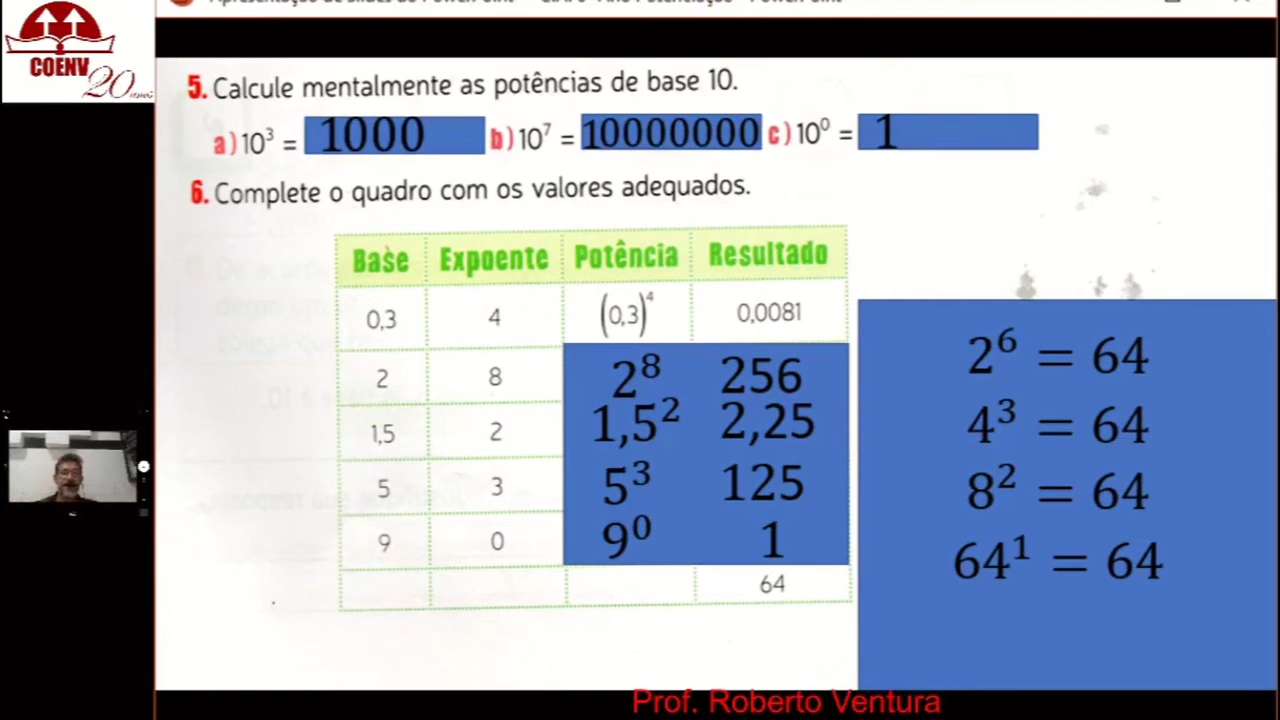 COENV
20 anos
5. Calcule mentalmente as potências de base 10.
a) 10³ = 1000 b) 10⁷ = 10000000 c) 10⁰ = 1
6. Complete o quadro com os valores adequados.
Base Expoente Potência Resultado
0,3 4 (0,3)⁴ 0,0081
2 8 2⁸ 256
1,5 2 1,5² 2,25
5 3 5³ 125
9 0 9⁰ 1
64
2⁶ = 64
4³ = 64
8² = 64
64¹ = 64
Prof. Roberto Ventura